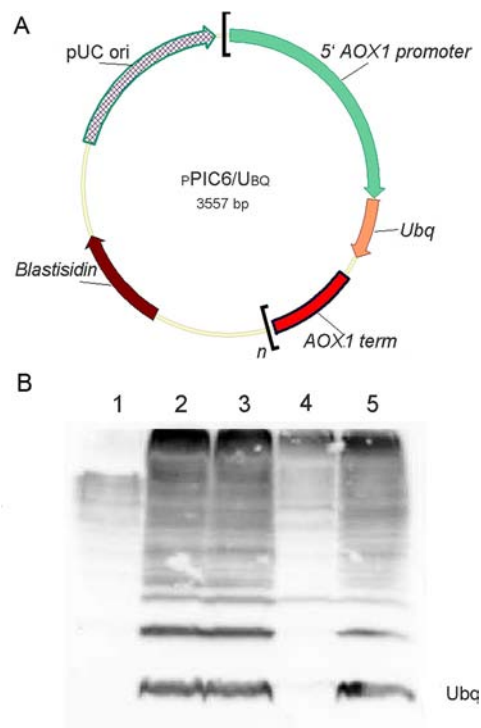 A
pUC ori
5' AOX1 promoter
PPIC6/UBQ
3557 bp
Ubq
Blastisidin
n
AOX1 term
B
1 2 3 4 5
Ubq